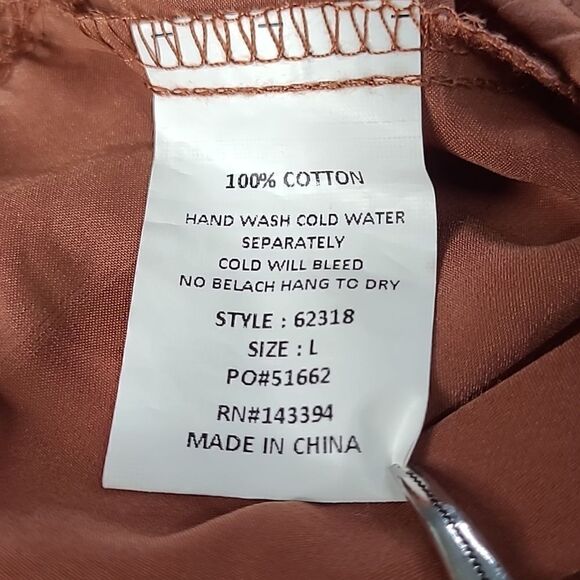 100% COTTON
HAND WASH COLD WATER
SEPARATELY
COLD WILL BLEED
NO BELACH HANG TO DRY
STYLE : 62318
SIZE : L
PO#51662
RN#143394
MADE IN CHINA